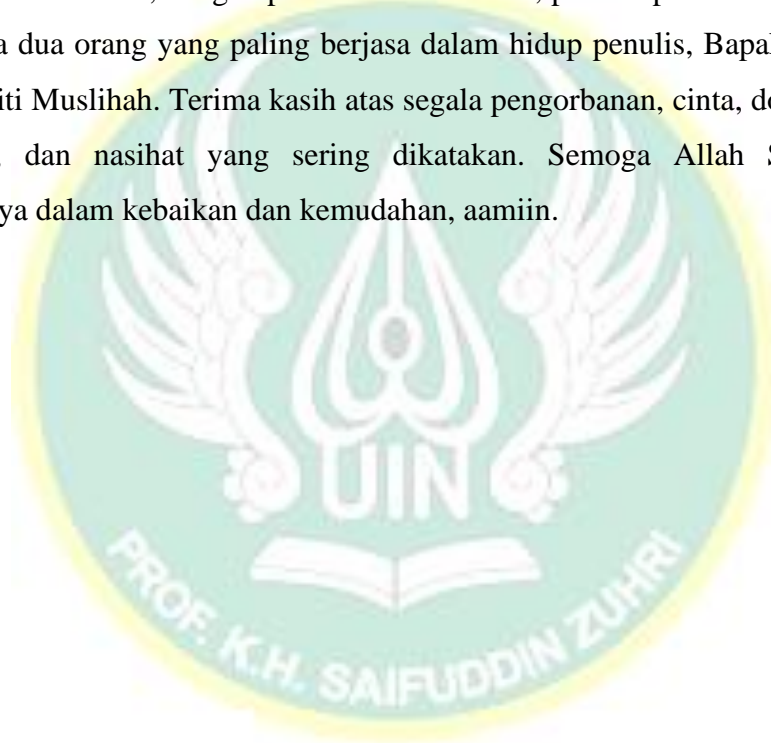 a dua orang yang paling berjasa dalam hidup penulis, Bapak
iti Muslihah. Terima kasih atas segala pengorbanan, cinta, do
dan nasihat yang sering dikatakan. Semoga Allah S
ya dalam kebaikan dan kemudahan, aamiin.
UIN
PROF. K.H. SAIFUDDIN ZUHRI